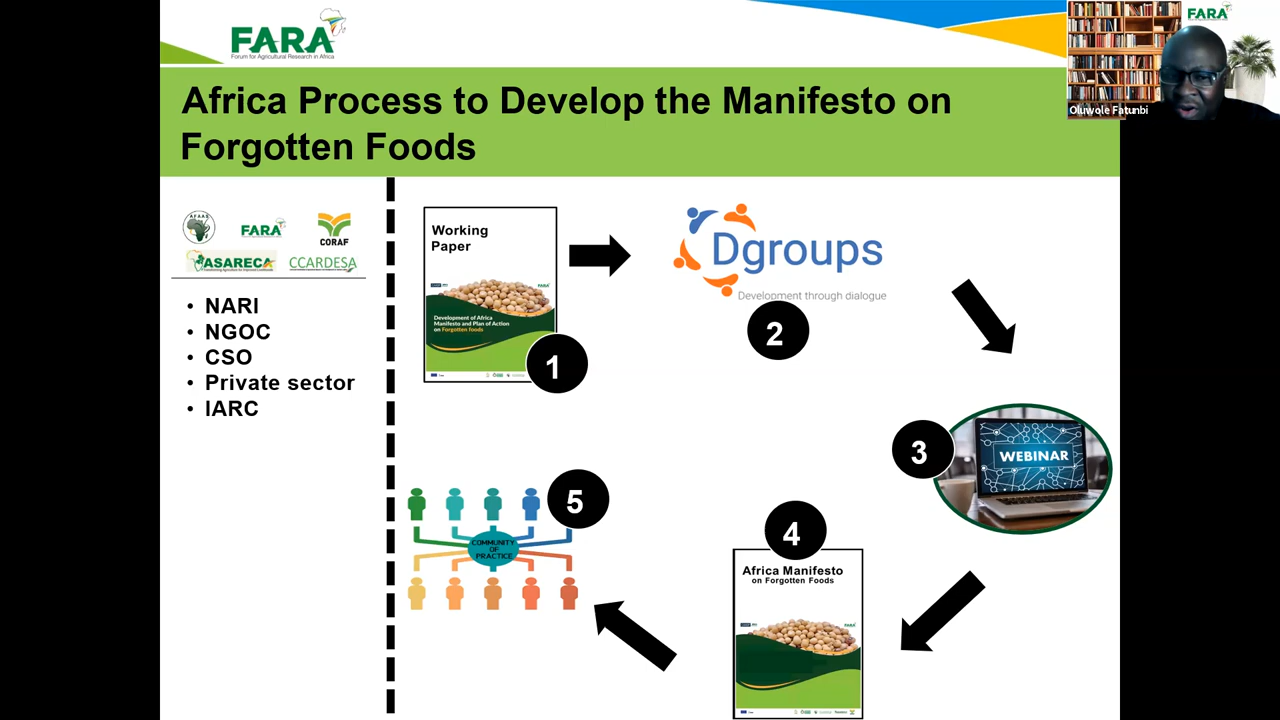 FARA
Forum for Agricultural Research in Africa
FARA
Oluwole Fatunbi
Africa Process to Develop the Manifesto on
Forgotten Foods
AFAAS
FARA
CORAF
ASARECA
CCARDESA
• NARI
• NGOC
• CSO
• Private sector
• IARC
Working
Paper
FARA
Development of Africa
Manifesto and Plan of Action
on Forgotten foods
1
Dgroups
Development through dialogue
2
3
WEBINAR
4
Africa Manifesto
on Forgotten Foods
FARA
5
COMMUNITY
OF
PRACTICE